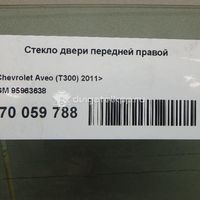 Стекло двери передней правой
Chevrolet Aveo (T300) 2011>
GM 95963638
70 059 788